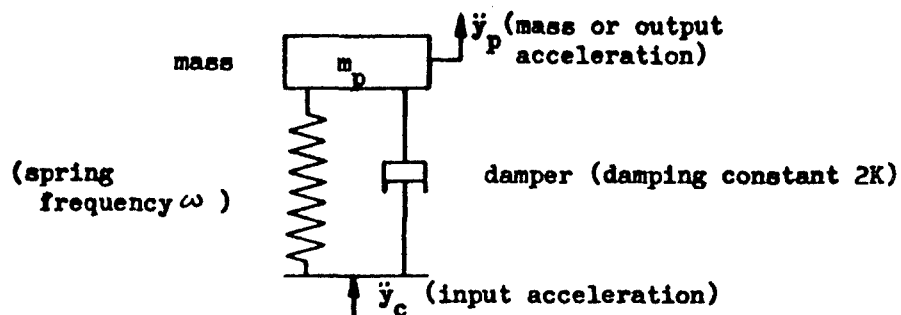 ÿp (mass or output
acceleration)
mass
mp
(spring
frequency ω )
damper (damping constant 2K)
ÿc (input acceleration)